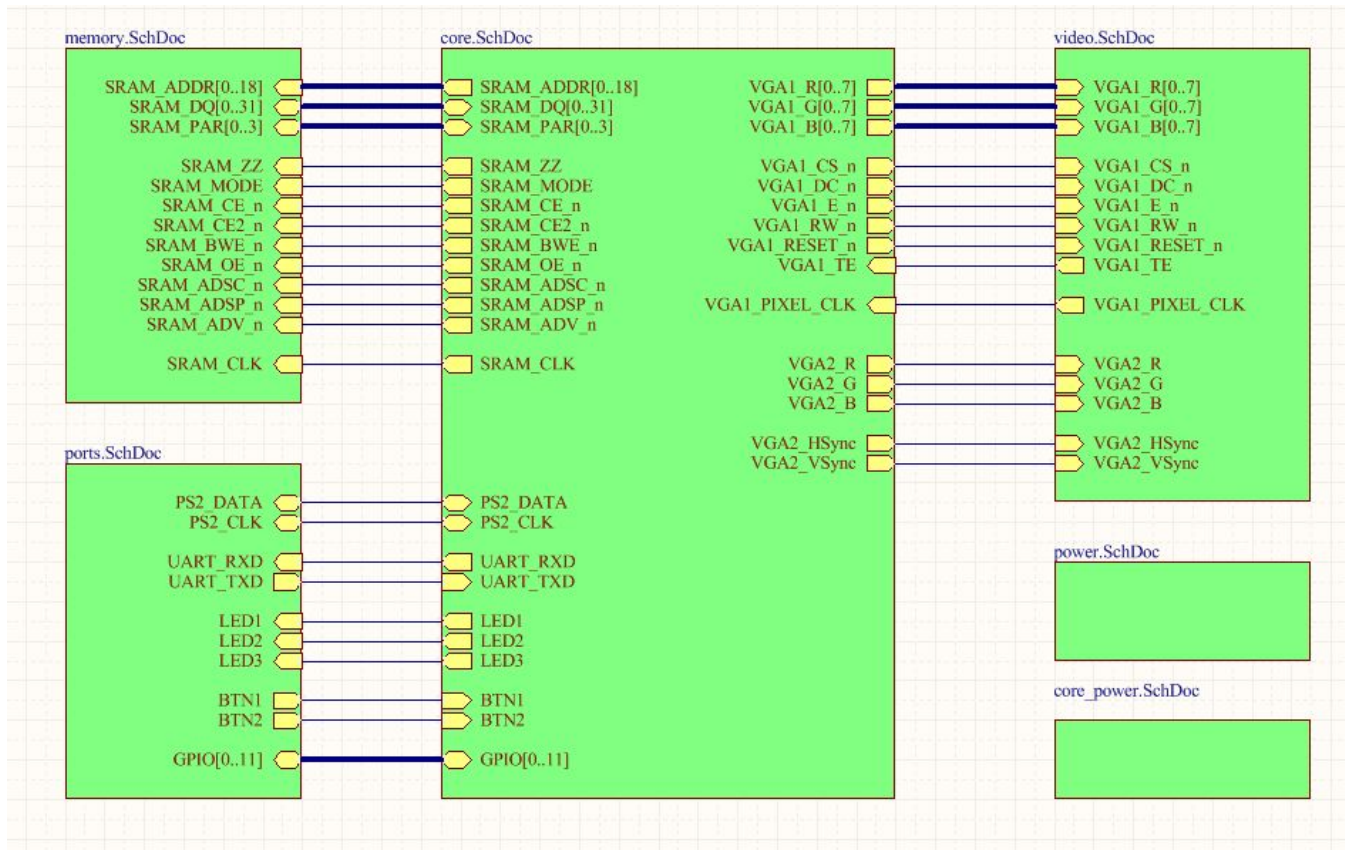 memory.SchDoc
SRAM_ADDR[0..18]
SRAM_DQ[0..31]
SRAM_PAR[0..3]
SRAM_ZZ
SRAM_MODE
SRAM_CE_n
SRAM_CE2_n
SRAM_BWE_n
SRAM_OE_n
SRAM_ADSC_n
SRAM_ADSP_n
SRAM_ADV_n
SRAM_CLK
ports.SchDoc
PS2_DATA
PS2_CLK
UART_RXD
UART_TXD
LED1
LED2
LED3
BTN1
BTN2
GPIO[0..11]
core.SchDoc
SRAM_ADDR[0..18]
SRAM_DQ[0..31]
SRAM_PAR[0..3]
SRAM_ZZ
SRAM_MODE
SRAM_CE_n
SRAM_CE2_n
SRAM_BWE_n
SRAM_OE_n
SRAM_ADSC_n
SRAM_ADSP_n
SRAM_ADV_n
SRAM_CLK
PS2_DATA
PS2_CLK
UART_RXD
UART_TXD
LED1
LED2
LED3
BTN1
BTN2
GPIO[0..11]
VGA1_R[0..7]
VGA1_G[0..7]
VGA1_B[0..7]
VGA1_CS_n
VGA1_DC_n
VGA1_E_n
VGA1_RW_n
VGA1_RESET_n
VGA1_TE
VGA1_PIXEL_CLK
VGA2_R
VGA2_G
VGA2_B
VGA2_HSync
VGA2_VSync
video.SchDoc
VGA1_R[0..7]
VGA1_G[0..7]
VGA1_B[0..7]
VGA1_CS_n
VGA1_DC_n
VGA1_E_n
VGA1_RW_n
VGA1_RESET_n
VGA1_TE
VGA1_PIXEL_CLK
VGA2_R
VGA2_G
VGA2_B
VGA2_HSync
VGA2_VSync
power.SchDoc
core_power.SchDoc